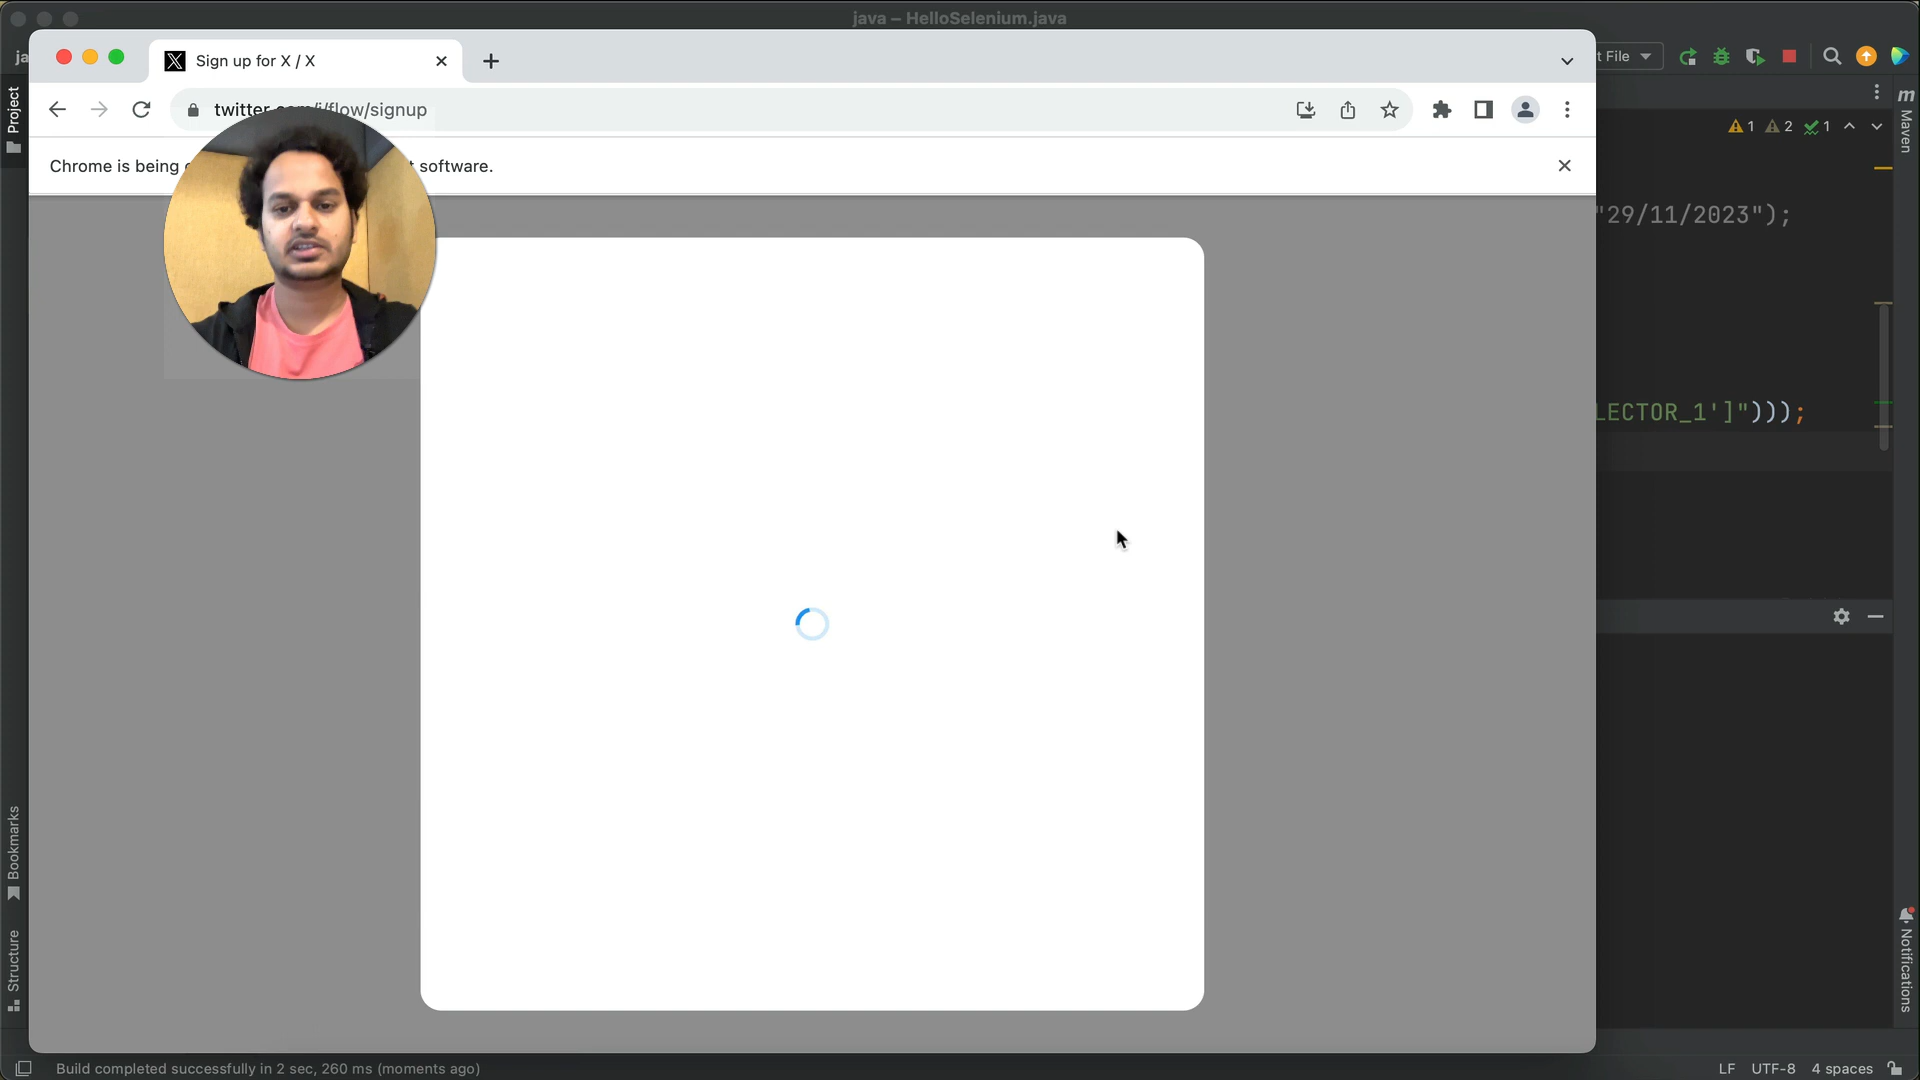 java – HelloSelenium.java
ja
t File
Sign up for X / X
twitter.com/i/flow/signup
Chrome is being
software.
1 2 1
"29/11/2023");
LECTOR_1']")));
Project
Maven
Bookmarks
Structure
Notifications
Build completed successfully in 2 sec, 260 ms (moments ago)
LF UTF-8 4 spaces